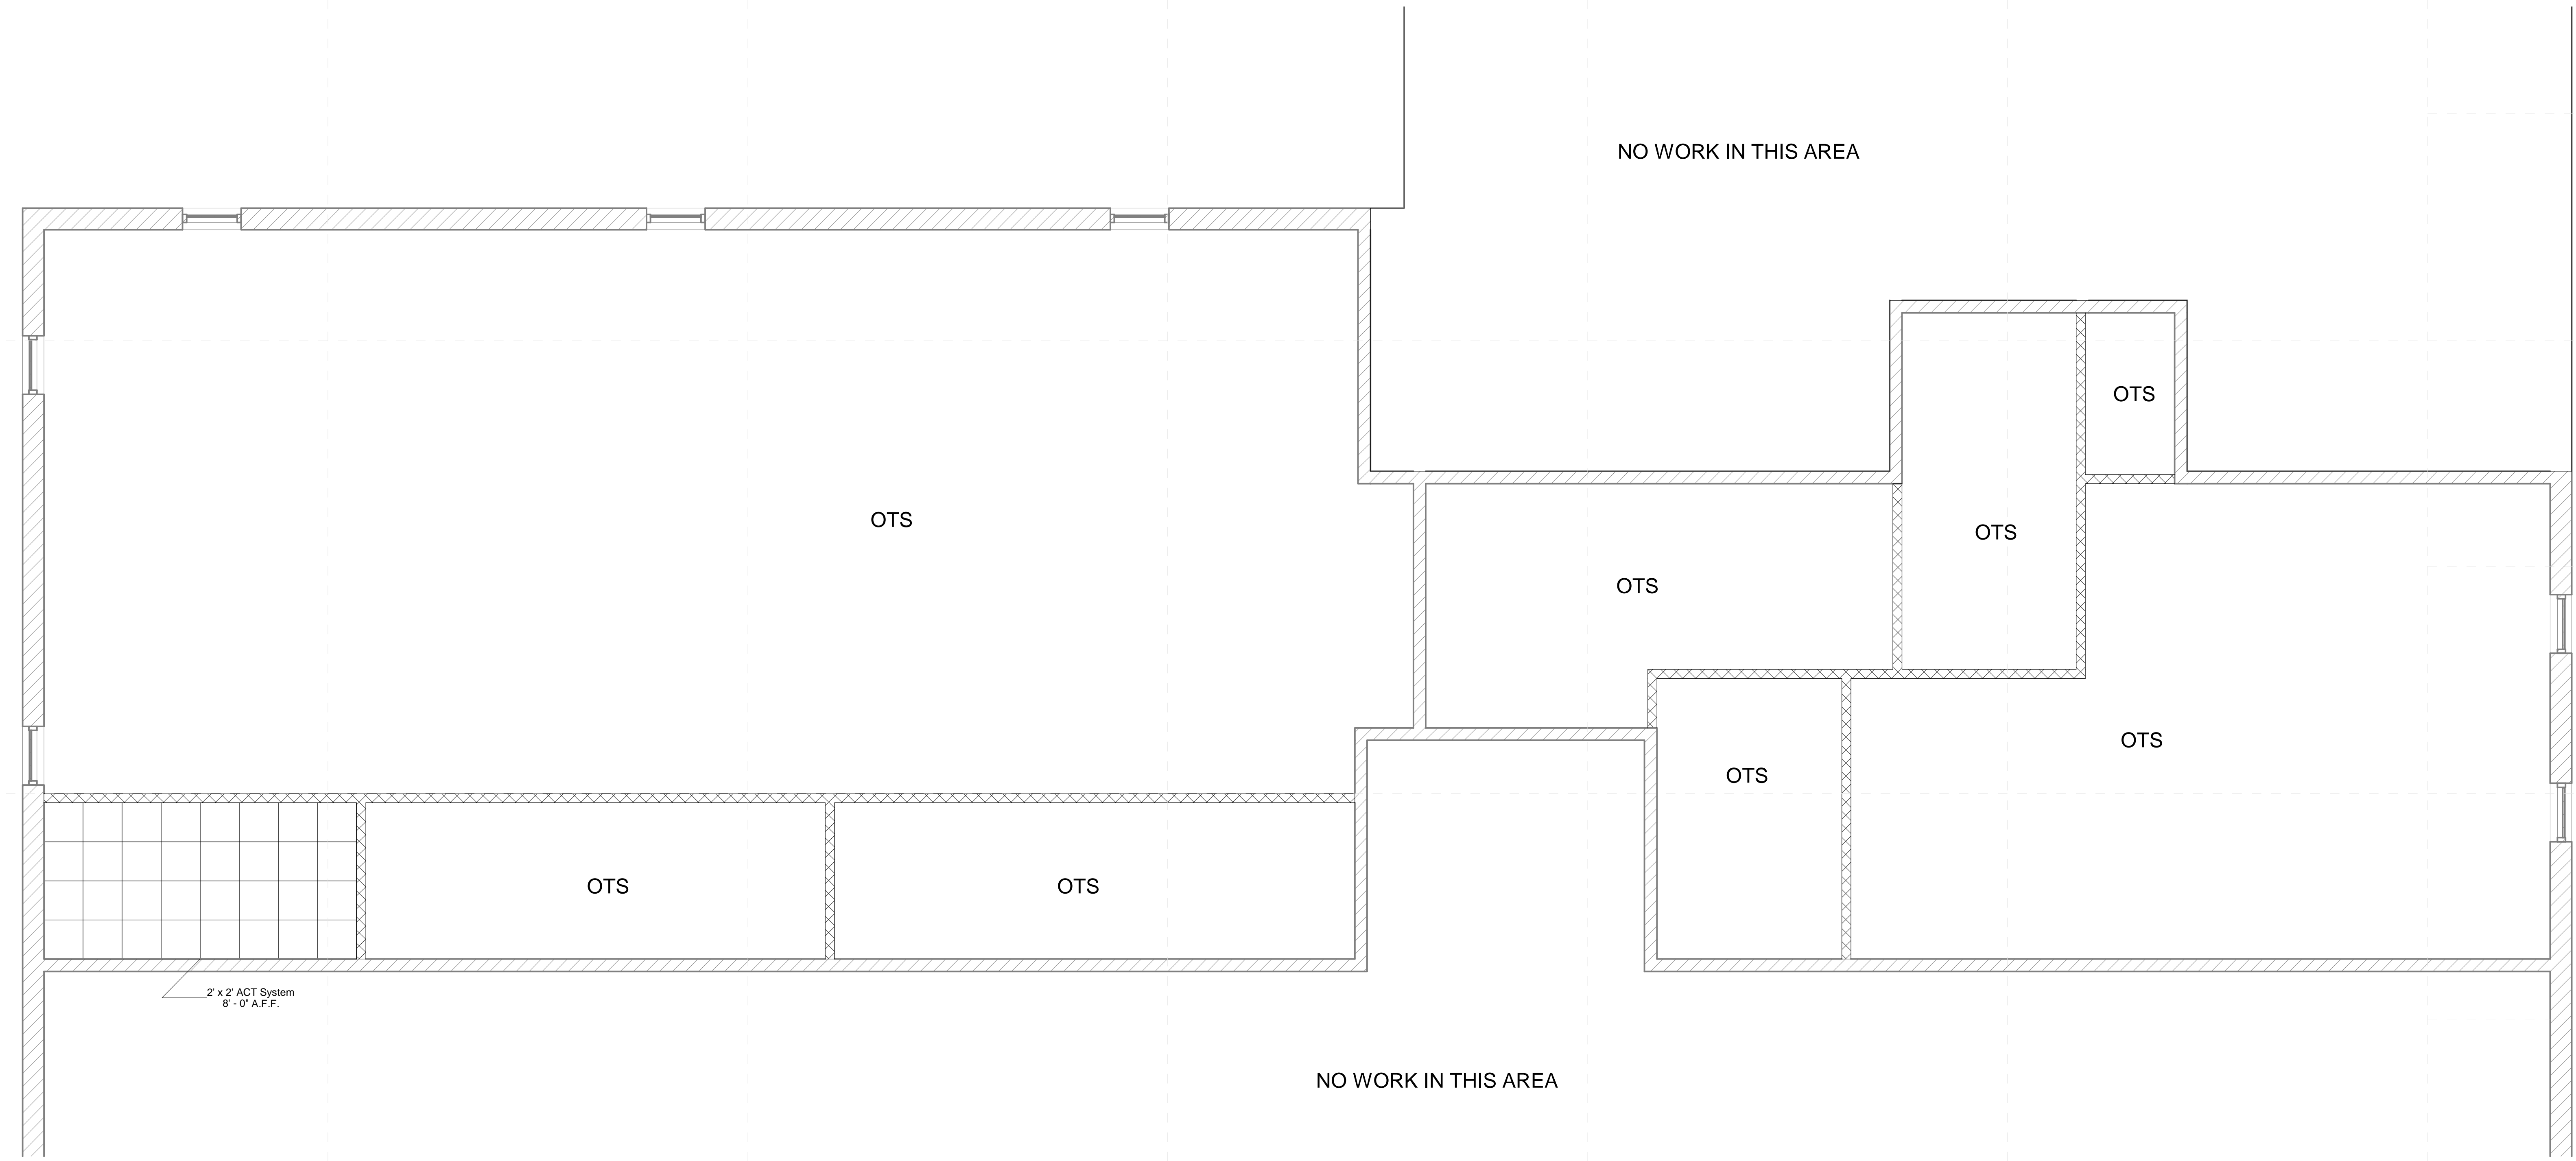 NO WORK IN THIS AREA
OTS
OTS
OTS
OTS
OTS
OTS
OTS
OTS
2' x 2' ACT System
8' - 0" A.F.F.
NO WORK IN THIS AREA